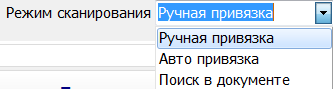 Режим сканирования Ручная привязка
Ручная привязка
Авто привязка
Поиск в документе